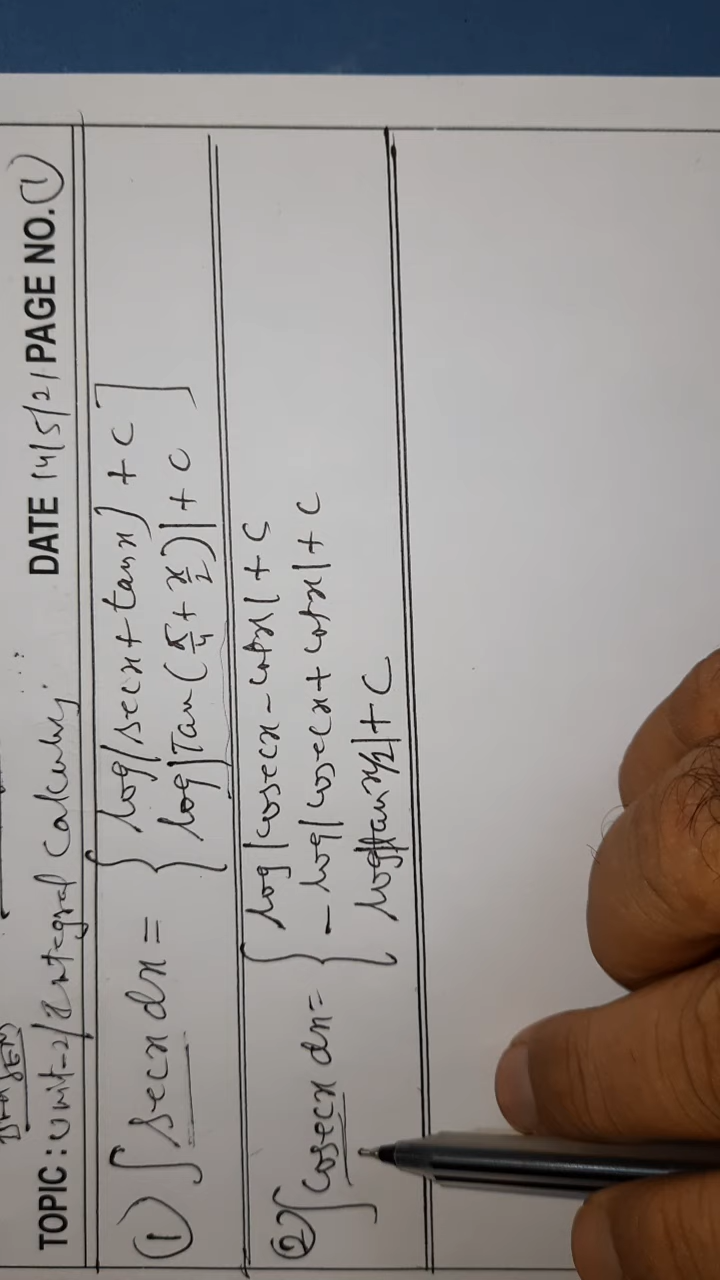 TOPIC: Unit-2/Integral Calculus; DATE 14/5/21 PAGE NO. ①
① ∫ secx dx = { log|secx + tanx| + C
log|Tan(π/4 + x/2)| + C ]
② ∫ cosecx dx = { log|cosecx - cotx| + C
- log|cosecx + cotx| + C
log|tan x/2| + C